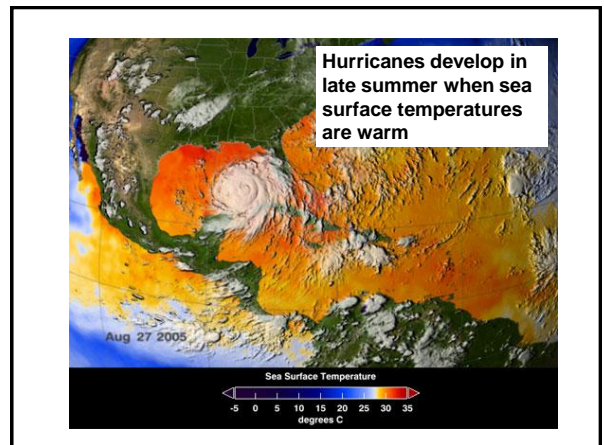 Hurricanes develop in
late summer when sea
surface temperatures
are warm
Aug 27 2005
Sea Surface Temperature
-5 0 5 10 15 20 25 30 35
degrees C